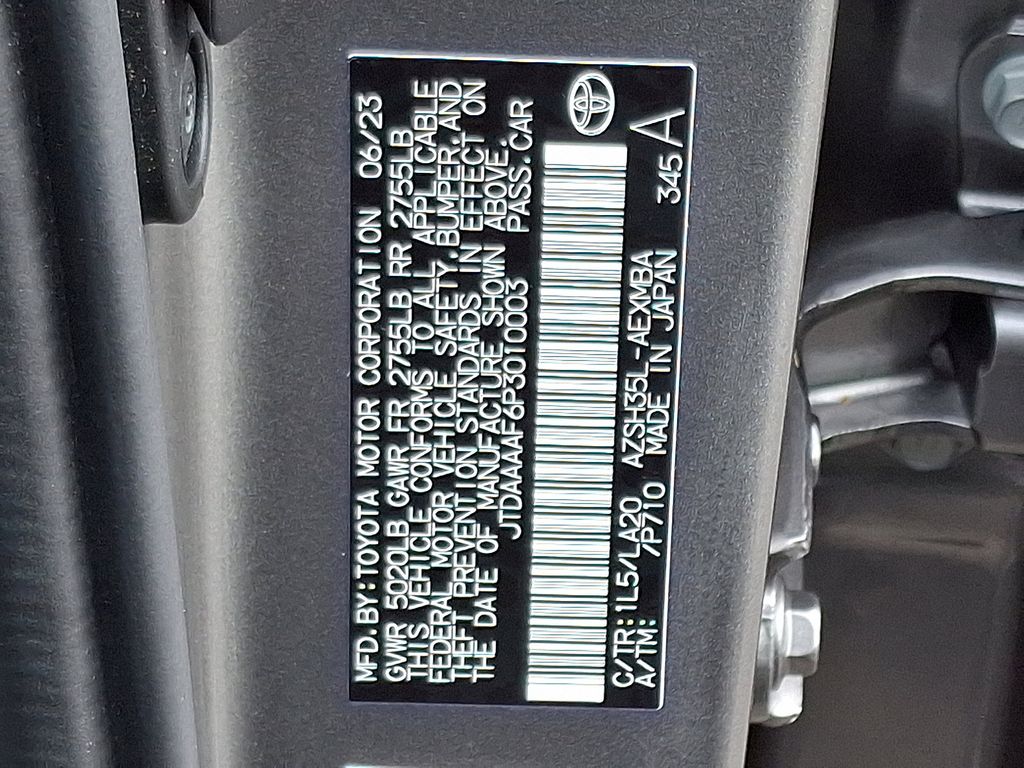 MFD.BY:TOYOTA MOTOR CORPORATION 06/23
GVWR 5020LB GAWR FR 2755LB RR 2755LB
THIS VEHICLE CONFORMS TO ALL APPLICABLE
FEDERAL MOTOR VEHICLE SAFETY,BUMPER,AND
THEFT PREVENTION STANDARDS IN EFFECT ON
THE DATE OF MANUFACTURE SHOWN ABOVE.
JTDAAAAF6P3010003 PASS.CAR
C/TR:1L5/LA20 AZSH35L-AEXMBA 345 A
A/TM: /P710 MADE IN JAPAN